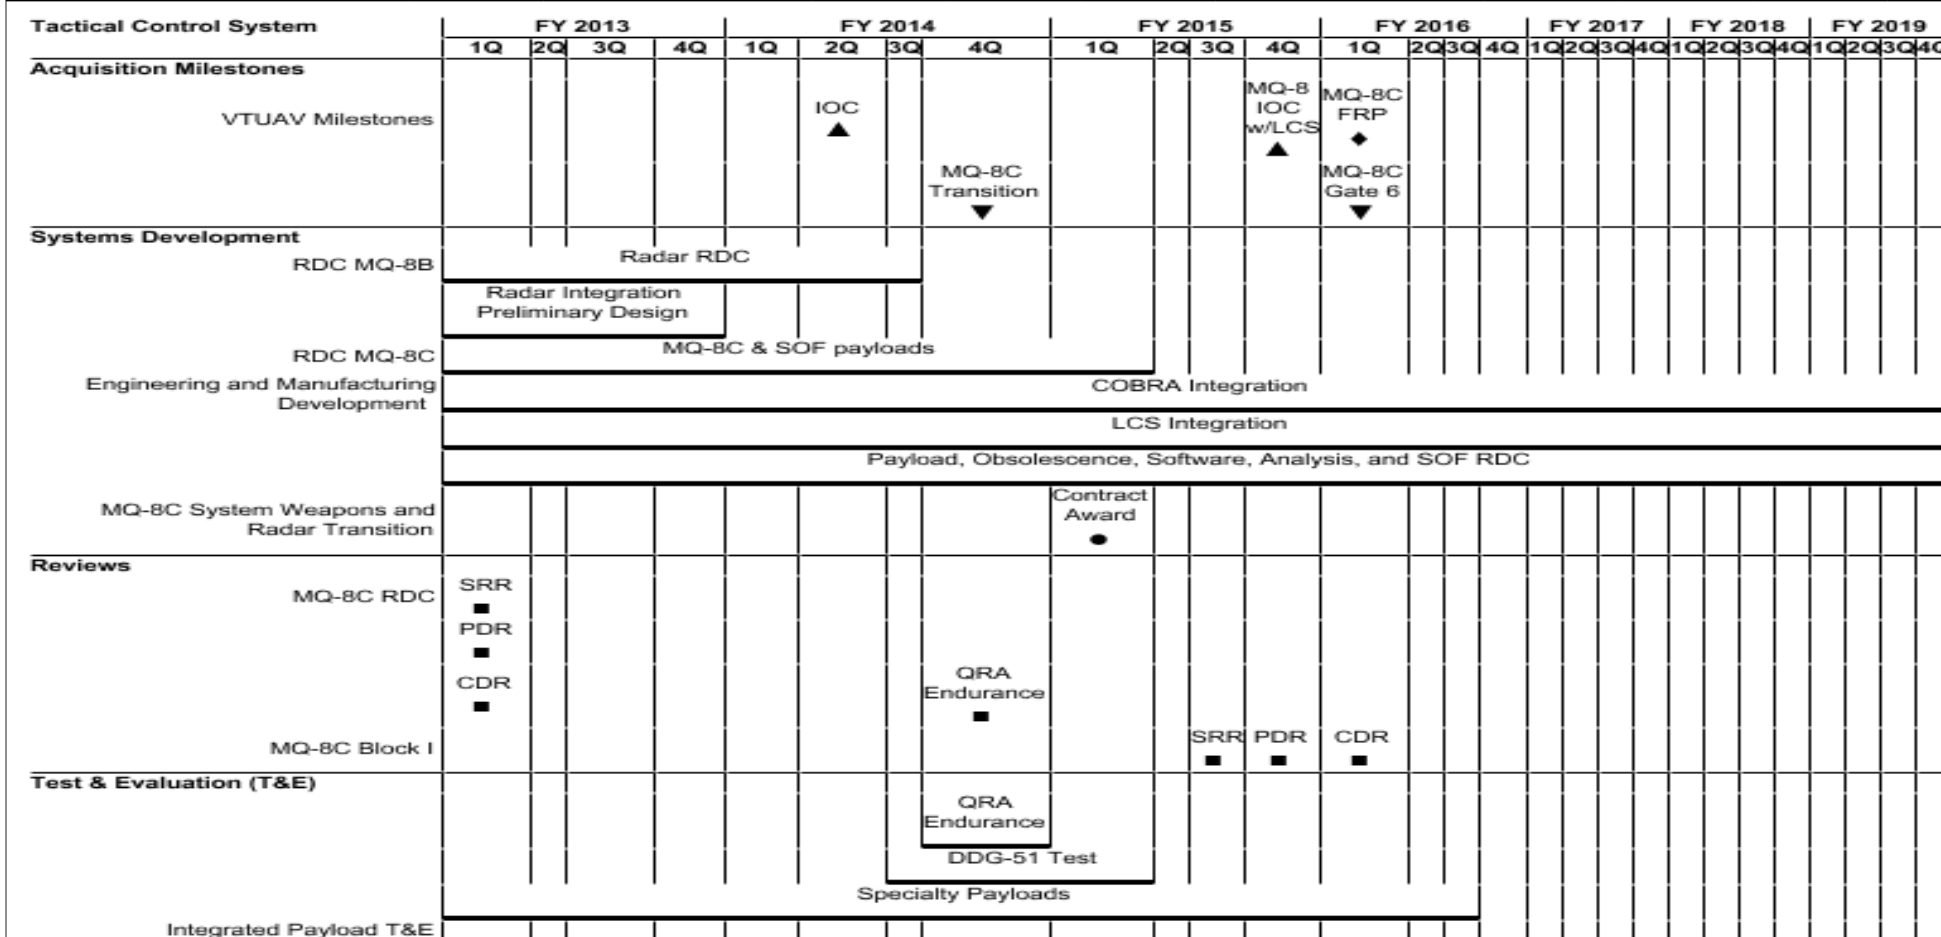 Tactical Control System FY 2013 FY 2014 FY 2015 FY 2016 FY 2017 FY 2018 FY 2019
1Q 2Q 3Q 4Q 1Q 2Q 3Q 4Q 1Q 2Q 3Q 4Q 1Q 2Q 3Q 4Q 1Q 2Q 3Q 4Q 1Q 2Q 3Q 4Q 1Q 2Q 3Q 4Q
Acquisition Milestones
VTUAV Milestones
IOC
MQ-8
IOC
w/LCS
MQ-8C
FRP
MQ-8C
Transition
MQ-8C
Gate 6
Systems Development
RDC MQ-8B
Radar RDC
Radar Integration
Preliminary Design
RDC MQ-8C
MQ-8C & SOF payloads
Engineering and Manufacturing
Development
COBRA Integration
LCS Integration
Payload, Obsolescence, Software, Analysis, and SOF RDC
MQ-8C System Weapons and
Radar Transition
Contract
Award
Reviews
MQ-8C RDC
SRR
PDR
CDR
QRA
Endurance
MQ-8C Block I
SRR PDR CDR
Test & Evaluation (T&E)
QRA
Endurance
DDG-51 Test
Specialty Payloads
Integrated Payload T&E